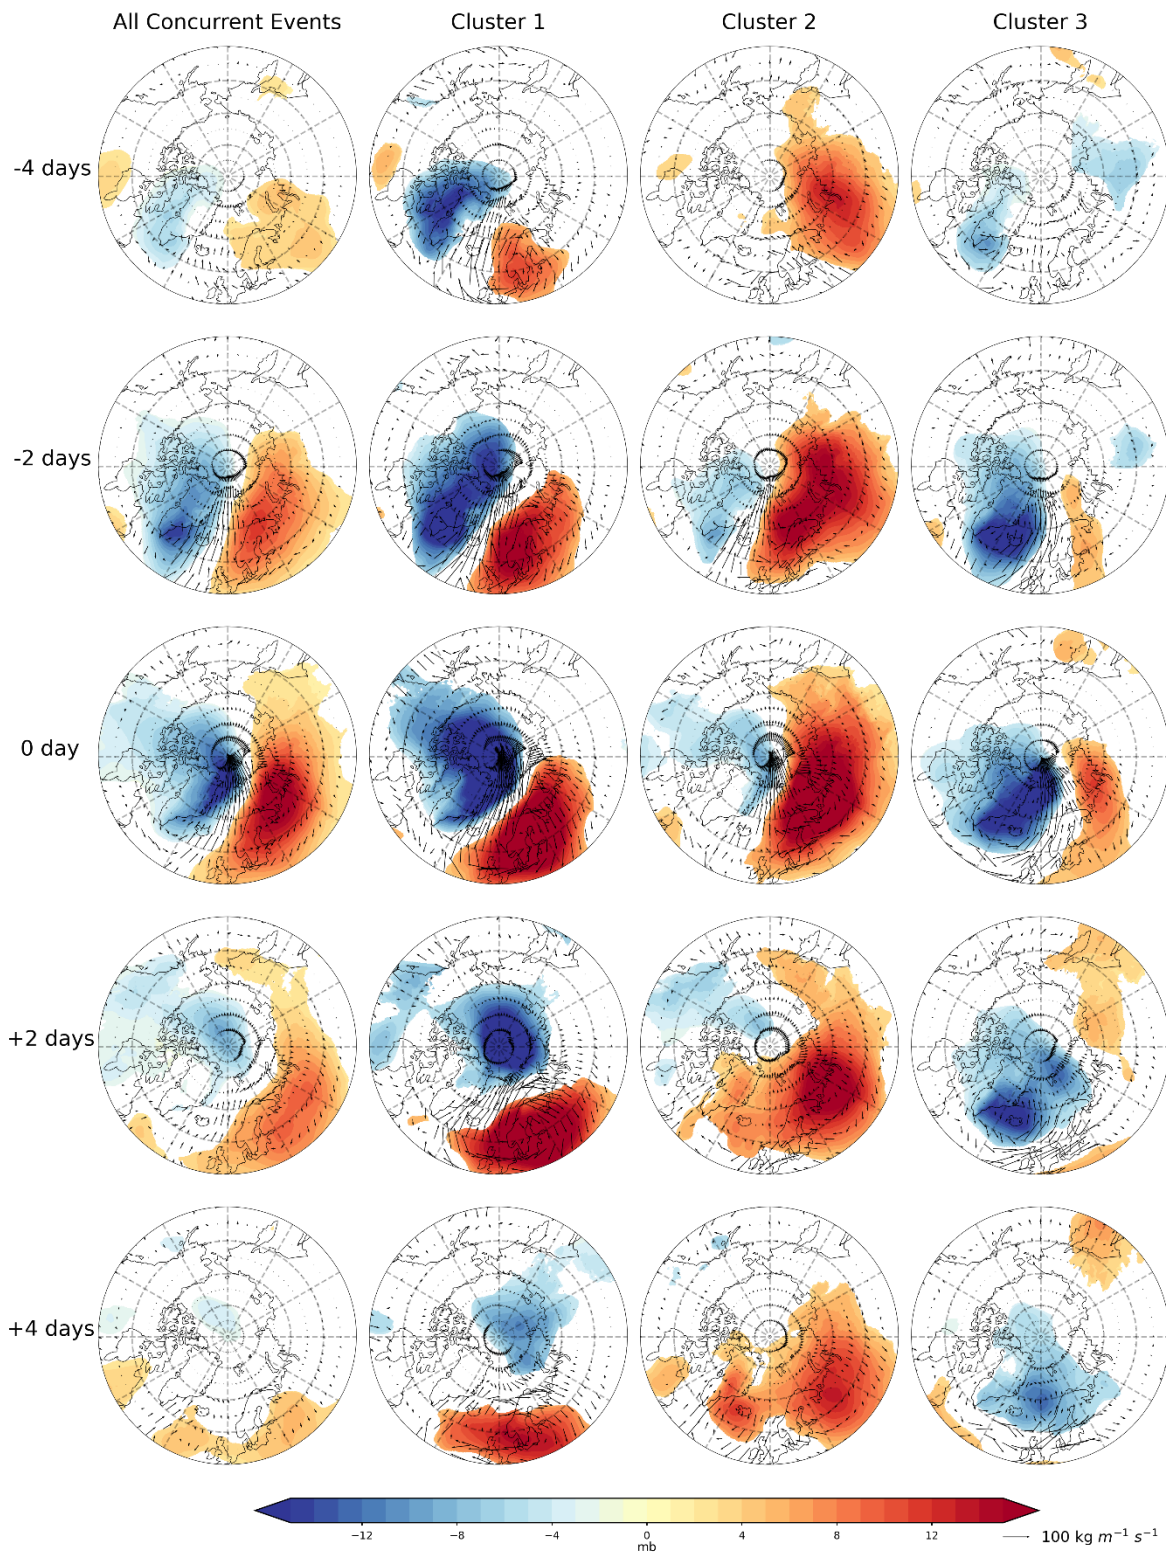 All Concurrent Events Cluster 1 Cluster 2 Cluster 3
-4 days
-2 days
0 day
+2 days
+4 days
−12 −8 −4 0 4 8 12
mb
100 kg m⁻¹ s⁻¹